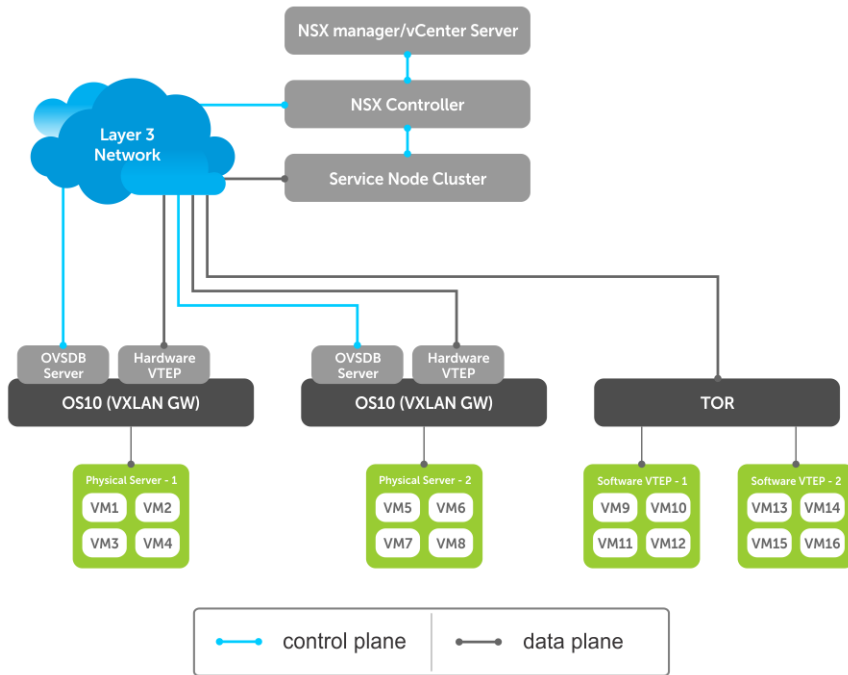 NSX manager/vCenter Server
NSX Controller
Layer 3
Network
Service Node Cluster
OVSDB
Server
Hardware
VTEP
OVSDB
Server
Hardware
VTEP
OS10 (VXLAN GW)
OS10 (VXLAN GW)
TOR
Physical Server - 1
VM1 VM2
VM3 VM4
Physical Server - 2
VM5 VM6
VM7 VM8
Software VTEP - 1
VM9 VM10
VM11 VM12
Software VTEP - 2
VM13 VM14
VM15 VM16
control plane
data plane